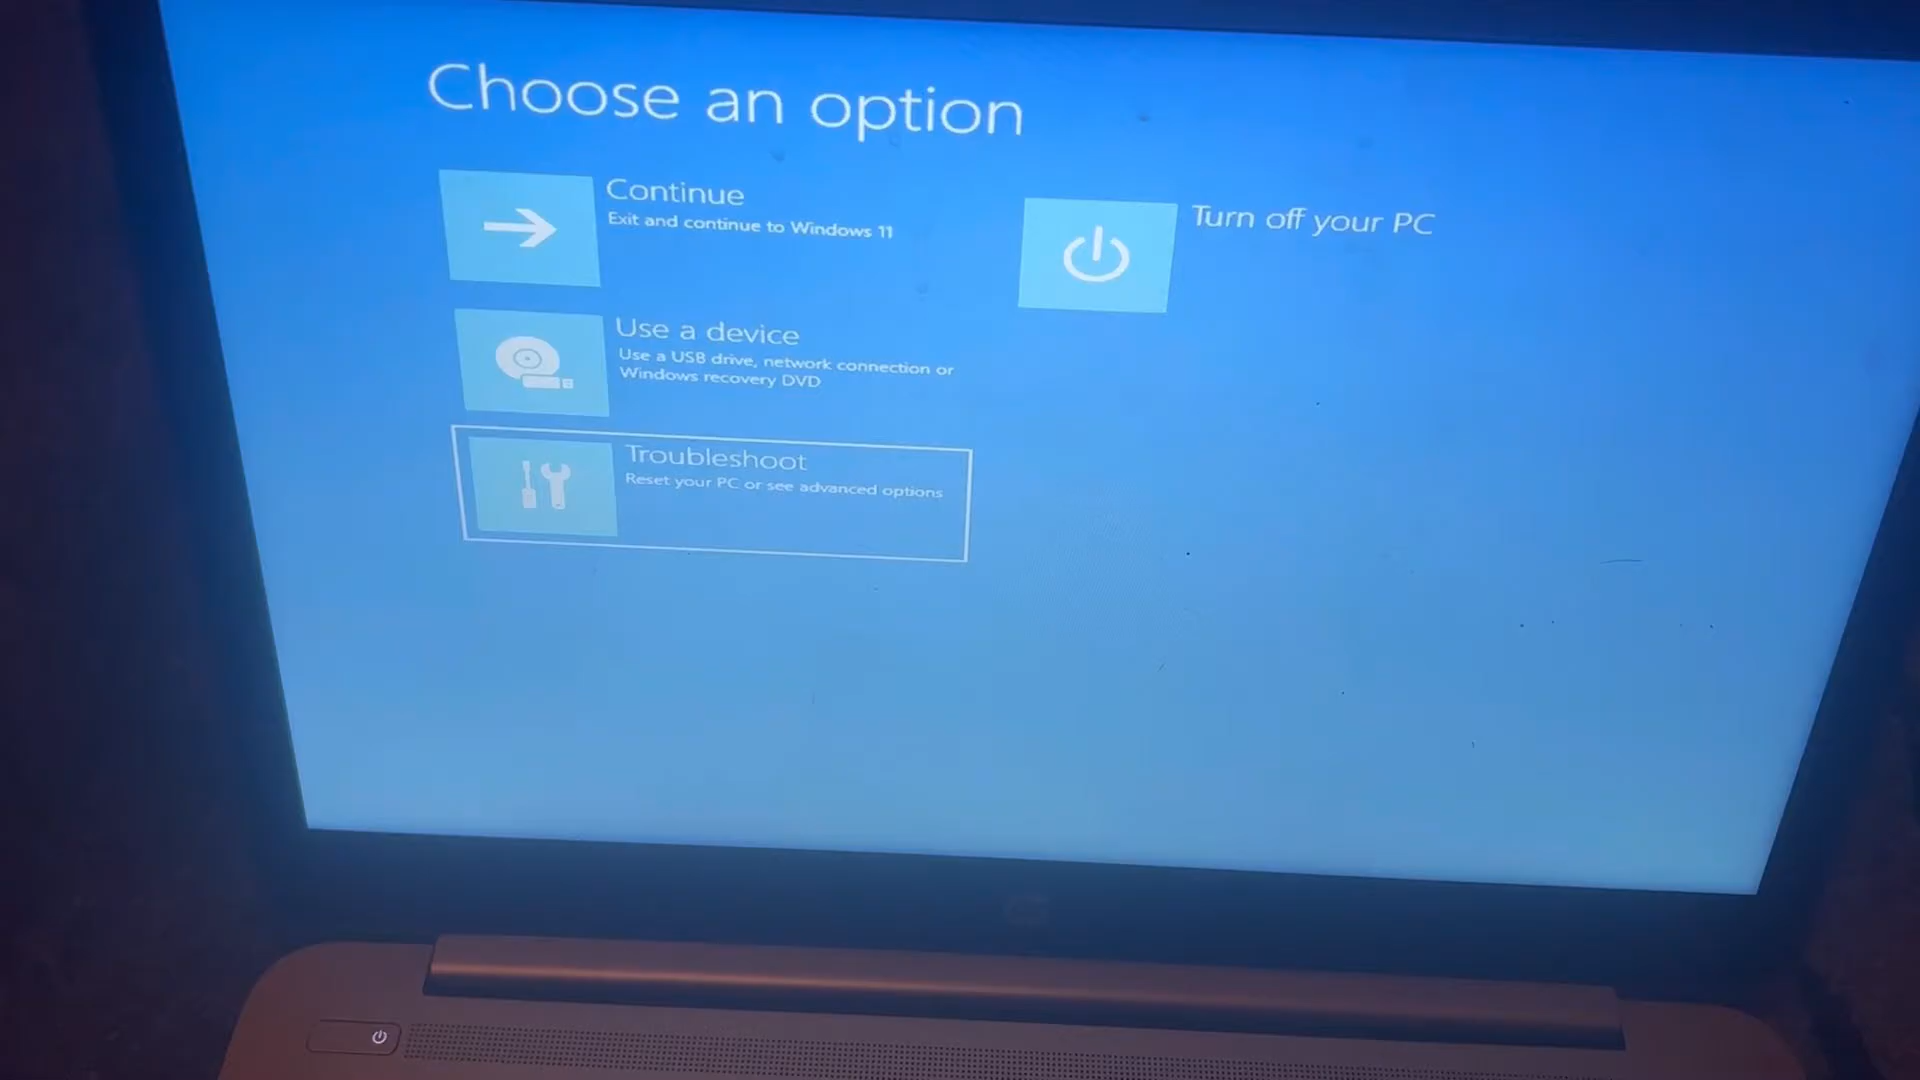 Choose an option
Continue
Exit and continue to Windows 11
Turn off your PC
Use a device
Use a USB drive, network connection or
Windows recovery DVD
Troubleshoot
Reset your PC or see advanced options